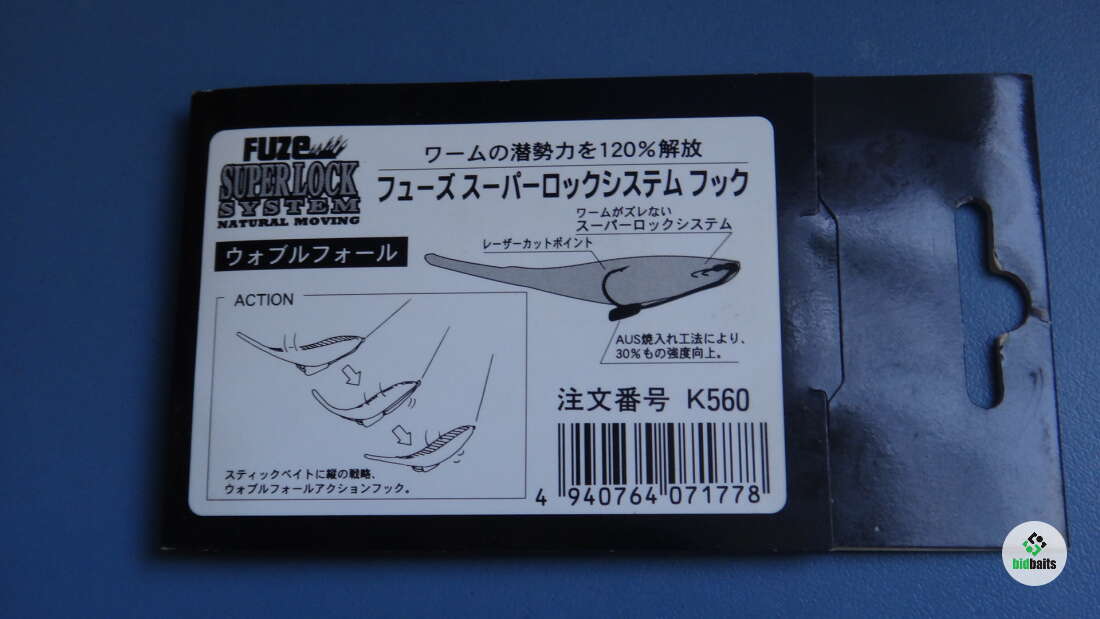 FUZE
SUPER LOCK
SYSTEM
NATURAL MOVING
ワームの潜勢力を120%解放
フューズ スーパーロックシステム フック
ウォブルフォール
ワームがズレない
スーパーロックシステム
レーザーカットポイント
ACTION
AUS焼入れ工法により、
30%もの強度向上。
スティックベイトに縦の戦略、
ウォブルフォールアクションフック。
注文番号 K560
4 940764 071778
bidbaits